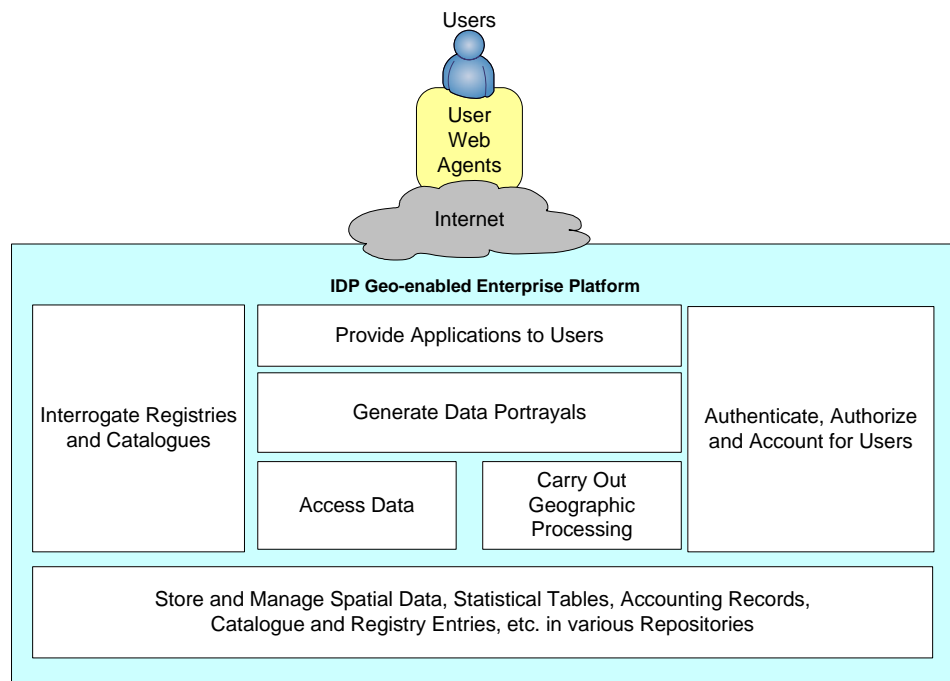 Users
User
Web
Agents
Internet
IDP Geo-enabled Enterprise Platform
Interrogate Registries
and Catalogues
Provide Applications to Users
Generate Data Portrayals
Access Data
Carry Out
Geographic
Processing
Authenticate, Authorize
and Account for Users
Store and Manage Spatial Data, Statistical Tables, Accounting Records,
Catalogue and Registry Entries, etc. in various Repositories